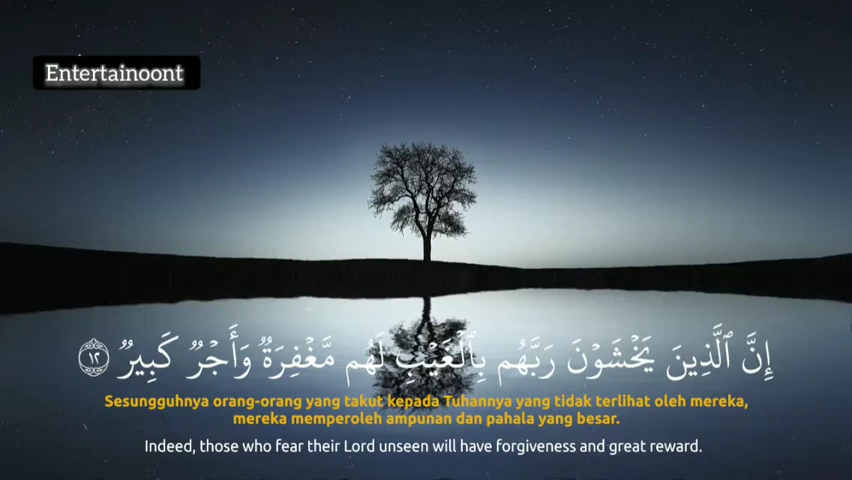 Entertainoont
إِنَّ ٱلَّذِينَ يَخْشَوْنَ رَبَّهُم بِٱلْغَيْبِ لَهُم مَّغْفِرَةٌ وَأَجْرٌ كَبِيرٌ ١٢
Sesungguhnya orang-orang yang takut kepada Tuhannya yang tidak terlihat oleh mereka,
mereka memperoleh ampunan dan pahala yang besar.
Indeed, those who fear their Lord unseen will have forgiveness and great reward.